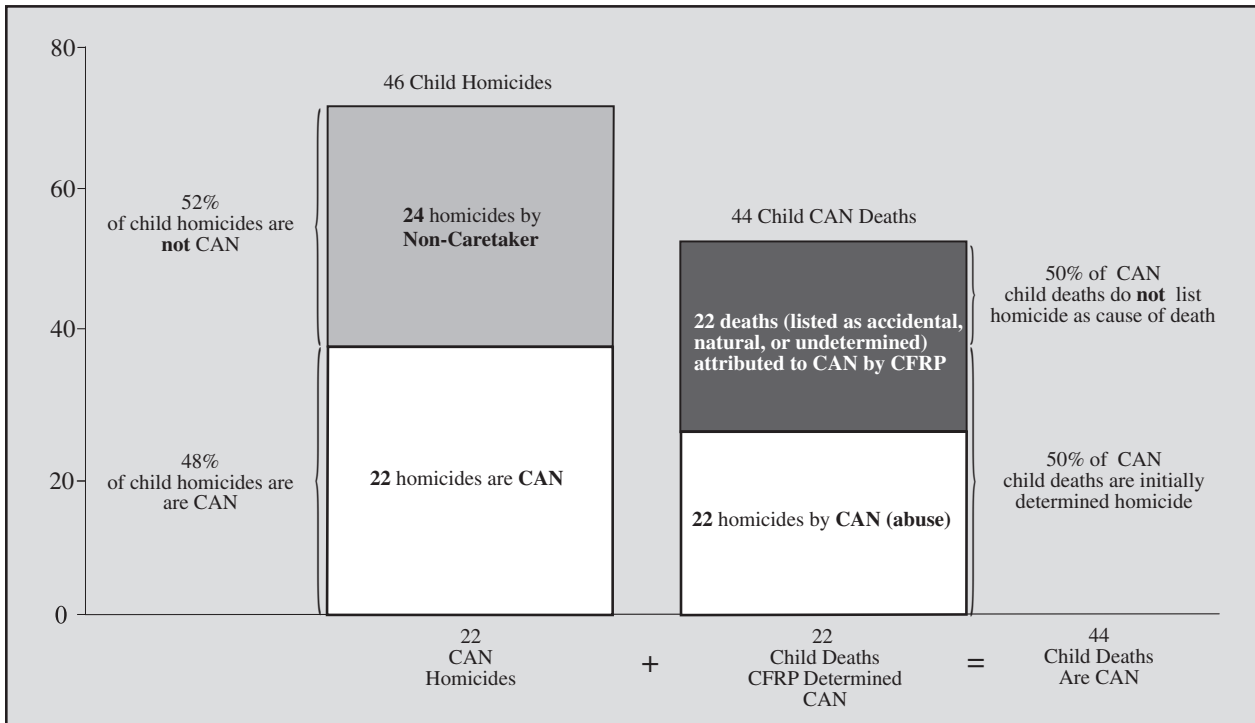 80
46 Child Homicides
60
52%
of child homicides are
not CAN
24 homicides by
Non-Caretaker
44 Child CAN Deaths
50% of CAN
child deaths do not list
homicide as cause of death
22 deaths (listed as accidental,
natural, or undetermined)
attributed to CAN by CFRP
40
48%
of child homicides are
are CAN
22 homicides are CAN
20
22 homicides by CAN (abuse)
50% of CAN
child deaths are initially
determined homicide
0
22
CAN
Homicides
+
22
Child Deaths
CFRP Determined
CAN
=
44
Child Deaths
Are CAN